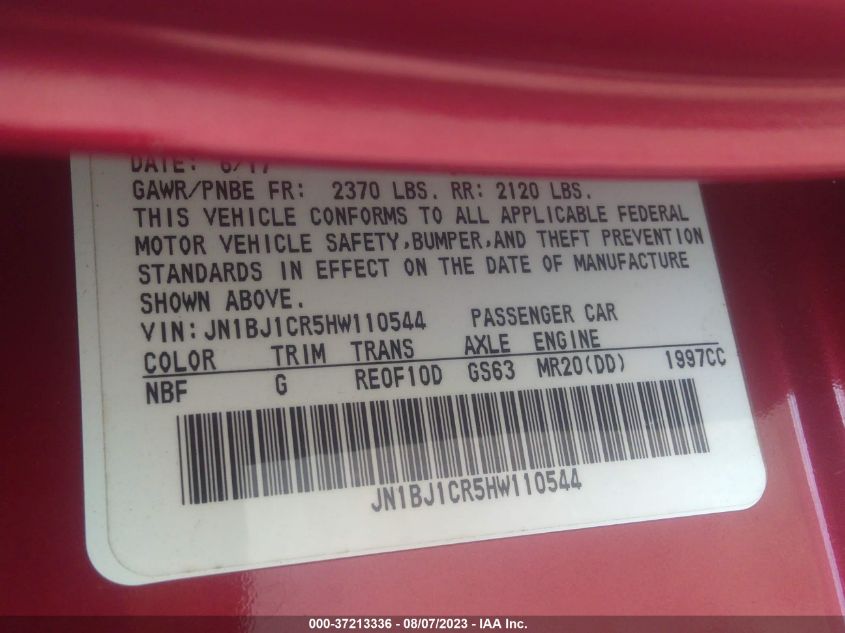 DATE: 6/17
GAWR/PNBE FR: 2370 LBS. RR: 2120 LBS.
THIS VEHICLE CONFORMS TO ALL APPLICABLE FEDERAL
MOTOR VEHICLE SAFETY,BUMPER,AND THEFT PREVENTION
STANDARDS IN EFFECT ON THE DATE OF MANUFACTURE
SHOWN ABOVE.
VIN:JN1BJ1CR5HW110544 PASSENGER CAR
COLOR TRIM TRANS AXLE ENGINE
NBF G RE0F10D GS63 MR20(DD) 1997CC
JN1BJ1CR5HW110544
000-37213336 - 08/07/2023 - IAA Inc.